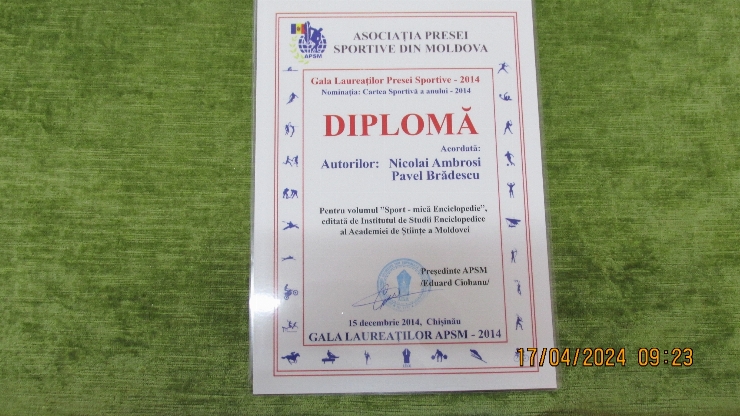 APSM
ASOCIAȚIA PRESEI
SPORTIVE DIN MOLDOVA
Gala Laureaților Presei Sportive - 2014
Nominația: Cartea Sportivă a anului - 2014
DIPLOMĂ
Acordată:
Autorilor: Nicolai Ambrosi
Pavel Brădescu
Pentru volumul "Sport - mică Enciclopedie",
editată de Institutul de Studii Enciclopedice
al Academiei de Științe a Moldovei
Președinte APSM
/Eduard Ciobanu/
15 decembrie 2014, Chișinău
GALA LAUREAȚILOR APSM - 2014
17/04/2024 09:23